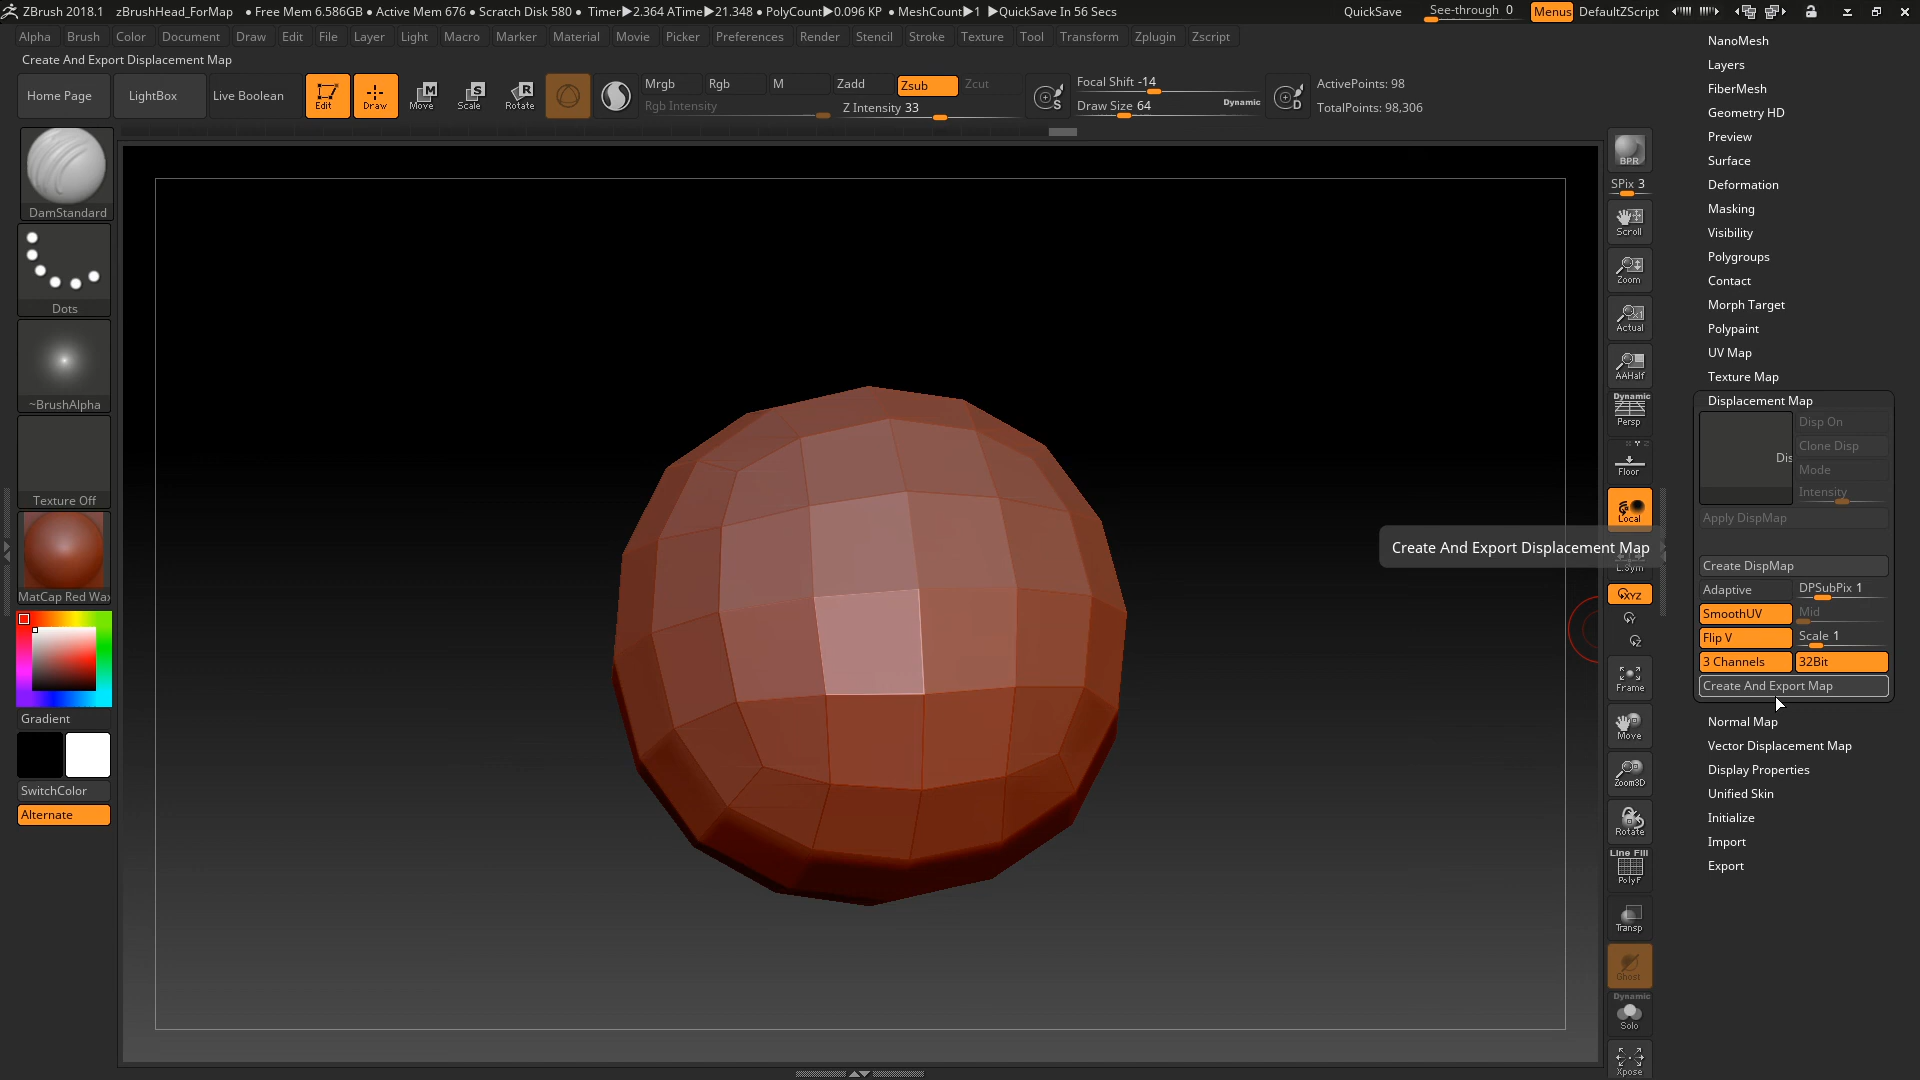 ZBrush 2018.1 zBrushHead_ForMap ● Free Mem 6.586GB ● Active Mem 676 ● Scratch Disk 580 ● Timer▶2.364 ATime▶21.348 ● PolyCount▶0.096 KP ● MeshCount▶1 ▶QuickSave In 56 Secs QuickSave See-through 0 Menus DefaultZScript
Alpha Brush Color Document Draw Edit File Layer Light Macro Marker Material Movie Picker Preferences Render Stencil Stroke Texture Tool Transform Zplugin Zscript
Create And Export Displacement Map
Home Page LightBox Live Boolean Edit Draw Move Scale Rotate
Mrgb Rgb M Zadd Zsub Zcut
Rgb Intensity Z Intensity 33
Focal Shift -14
Draw Size 64 Dynamic
ActivePoints: 98
TotalPoints: 98,306
DamStandard
Dots
~BrushAlpha
Texture Off
MatCap Red Wax
Gradient
SwitchColor
Alternate
BPR
SPix 3
Scroll
Zoom
Actual
AAHalf
Dynamic
Persp
Floor
Local
Create And Export Displacement Map
L.Sym
XYZ
Y
Z
Frame
Move
Zoom3D
Rotate
Line Fill
PolyF
Transp
Ghost
Dynamic
Solo
Xpose
NanoMesh
Layers
FiberMesh
Geometry HD
Preview
Surface
Deformation
Masking
Visibility
Polygroups
Contact
Morph Target
Polypaint
UV Map
Texture Map
Displacement Map
Disp On
Clone Disp
Dis
Mode
Intensity
Apply DispMap
Create DispMap
Adaptive DPSubPix 1
SmoothUV Mid
Flip V Scale 1
3 Channels 32Bit
Create And Export Map
Normal Map
Vector Displacement Map
Display Properties
Unified Skin
Initialize
Import
Export